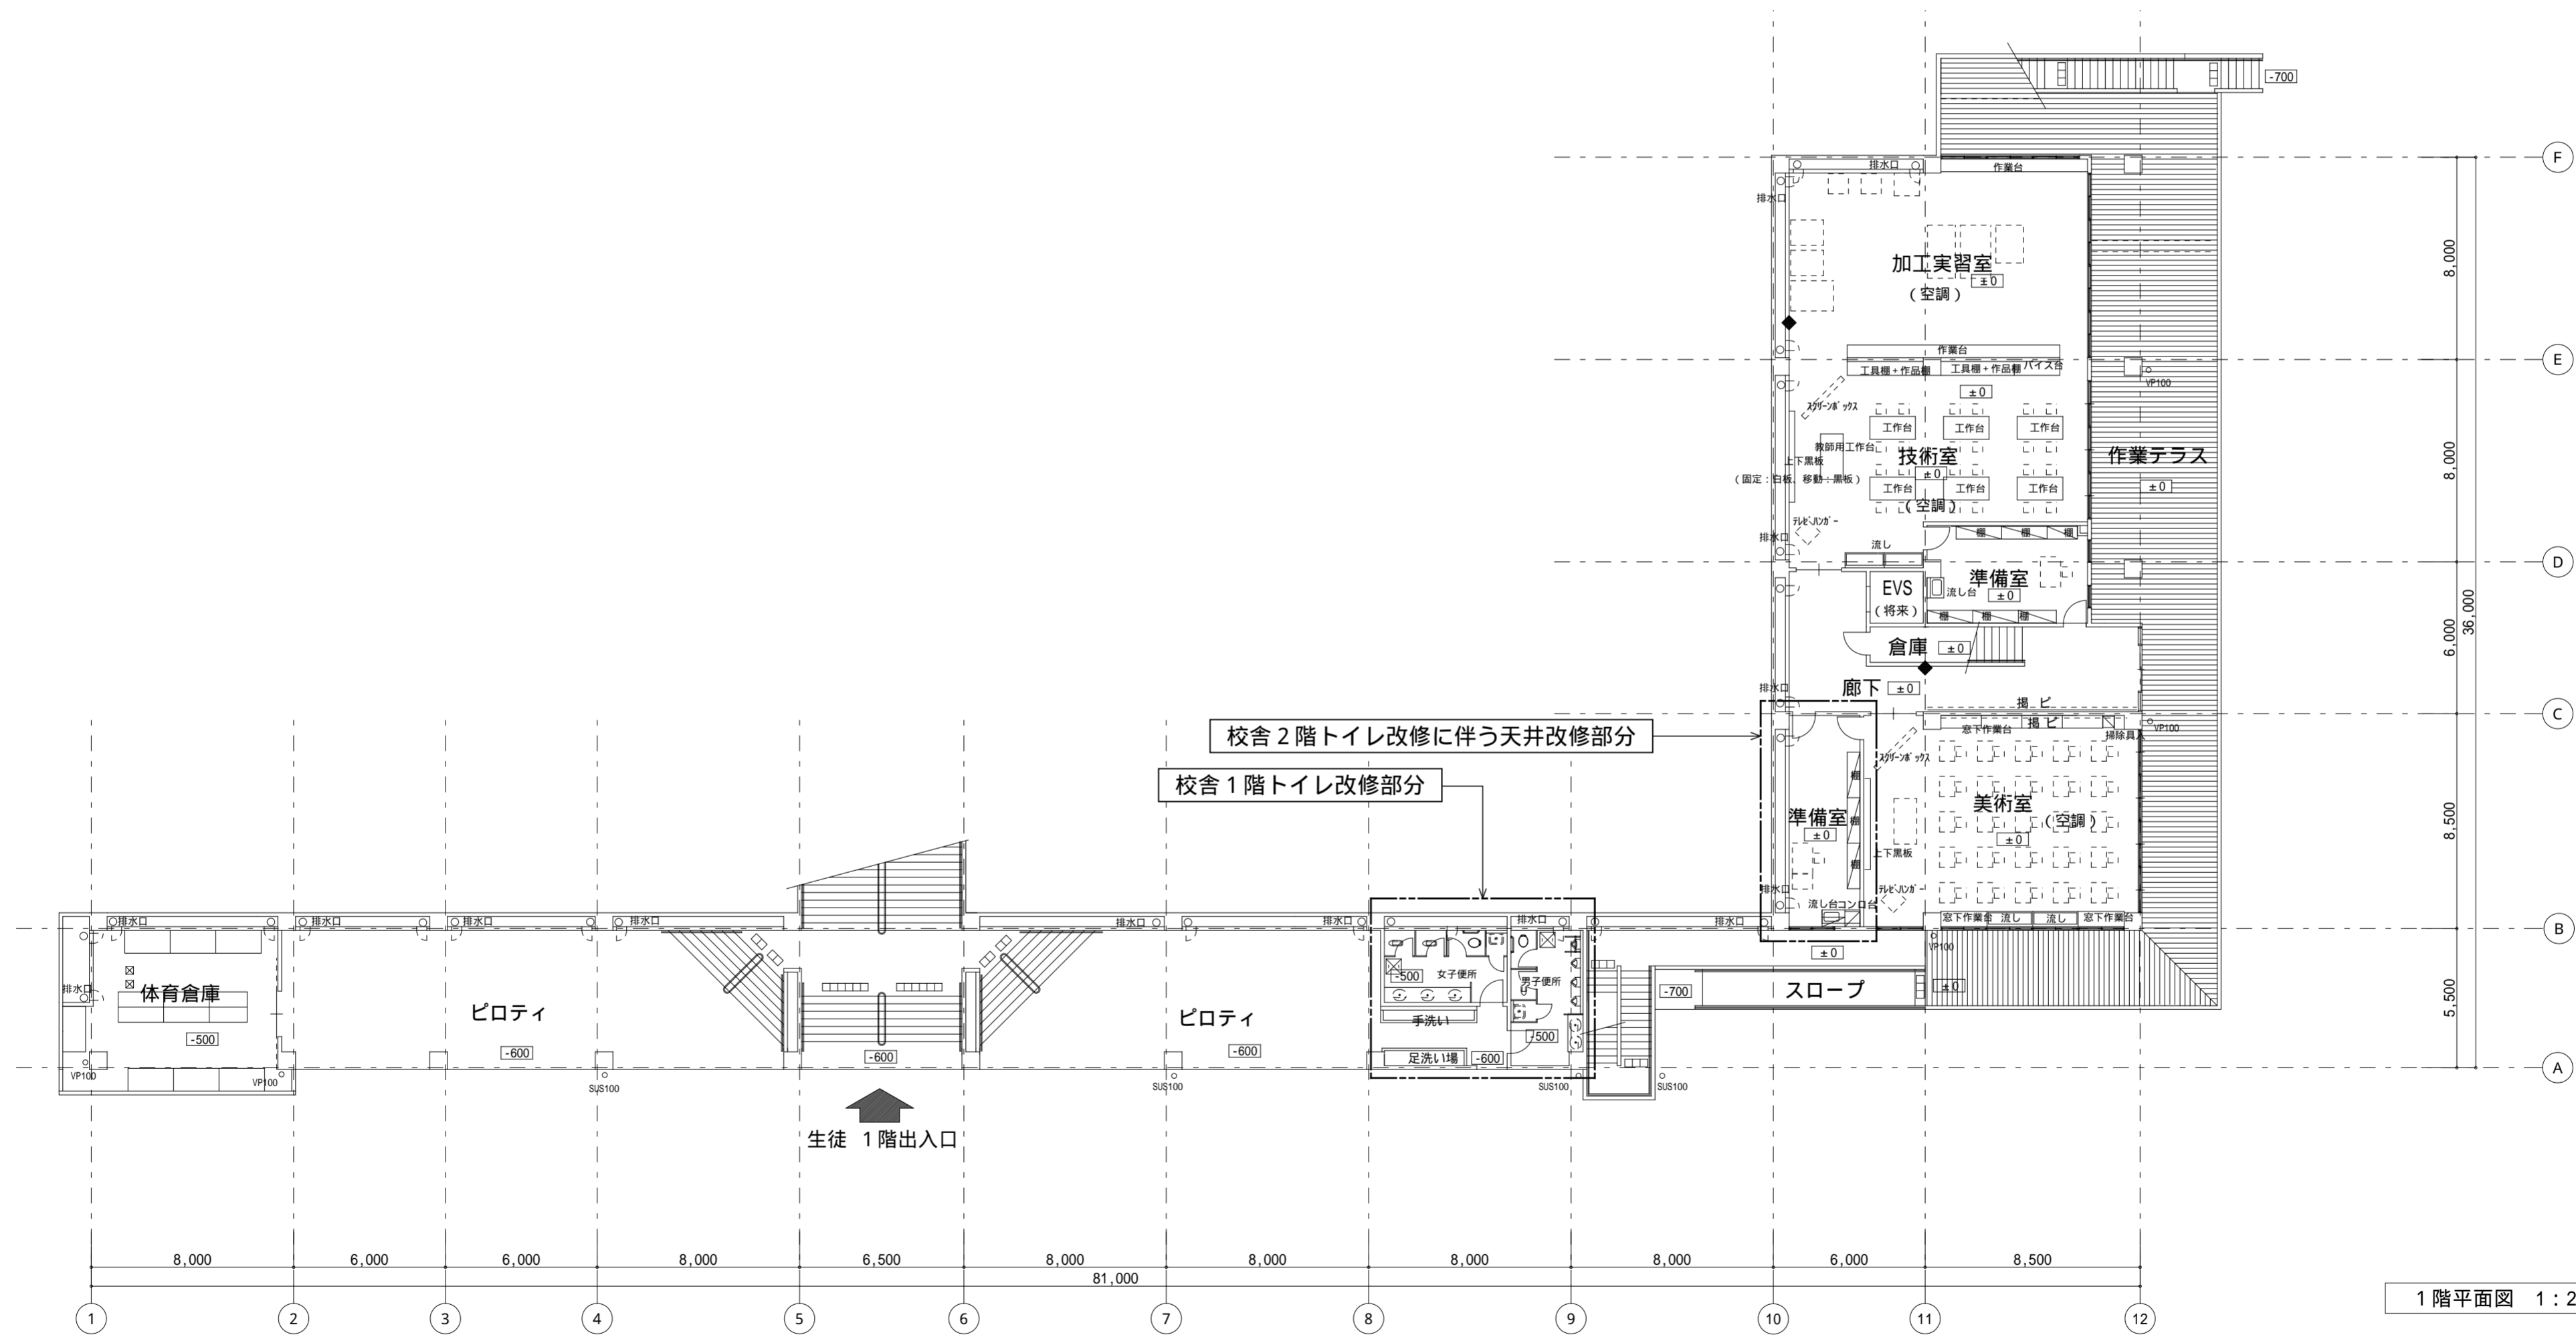 -700
F
排水口
作業台
排水口
8,000
加工実習室
±0
(空調)
作業台
E
工具棚+作品棚
工具棚+作品棚
バイス台
VP100
±0
スクリーンボックス
工作台
工作台
工作台
教師用工作台
上下黒板
技術室
作業テラス
8,000
(固定:白板、移動:黒板)
±0
工作台
工作台
工作台
±0
(空調)
テレビハンガー
棚
棚
棚
排水口
流し
D
準備室
EVS
流し台
±0
(将来)
棚
棚
棚
6,000
36,000
倉庫
±0
廊下
±0
排水口
掲 ピ
C
掲 ピ
窓下作業台
掃除具入
VP100
校舎2階トイレ改修に伴う天井改修部分
スクリーンボックス
校舎1階トイレ改修部分
棚
美術室
準備室
棚
(空調)
8,500
±0
±0
上下黒板
棚
排水口
テレビハンガー
流し台
コンロ台
窓下作業台
流し
流し
窓下作業台
排水口
排水口
排水口
排水口
排水口
排水口
排水口
排水口
B
VP100
±0
女子便所
-500
男子便所
排水口
体育倉庫
-700
スロープ
±0
5,500
ピロティ
ピロティ
手洗い
-500
-500
-600
-600
-600
足洗い場
-600
A
VP100
VP100
SUS100
SUS100
SUS100
SUS100
生徒 1階出入口
8,000
6,000
6,000
8,000
6,500
8,000
8,000
8,000
8,000
6,000
8,500
81,000
1階平面図 1:2
1
2
3
4
5
6
7
8
9
10
11
12